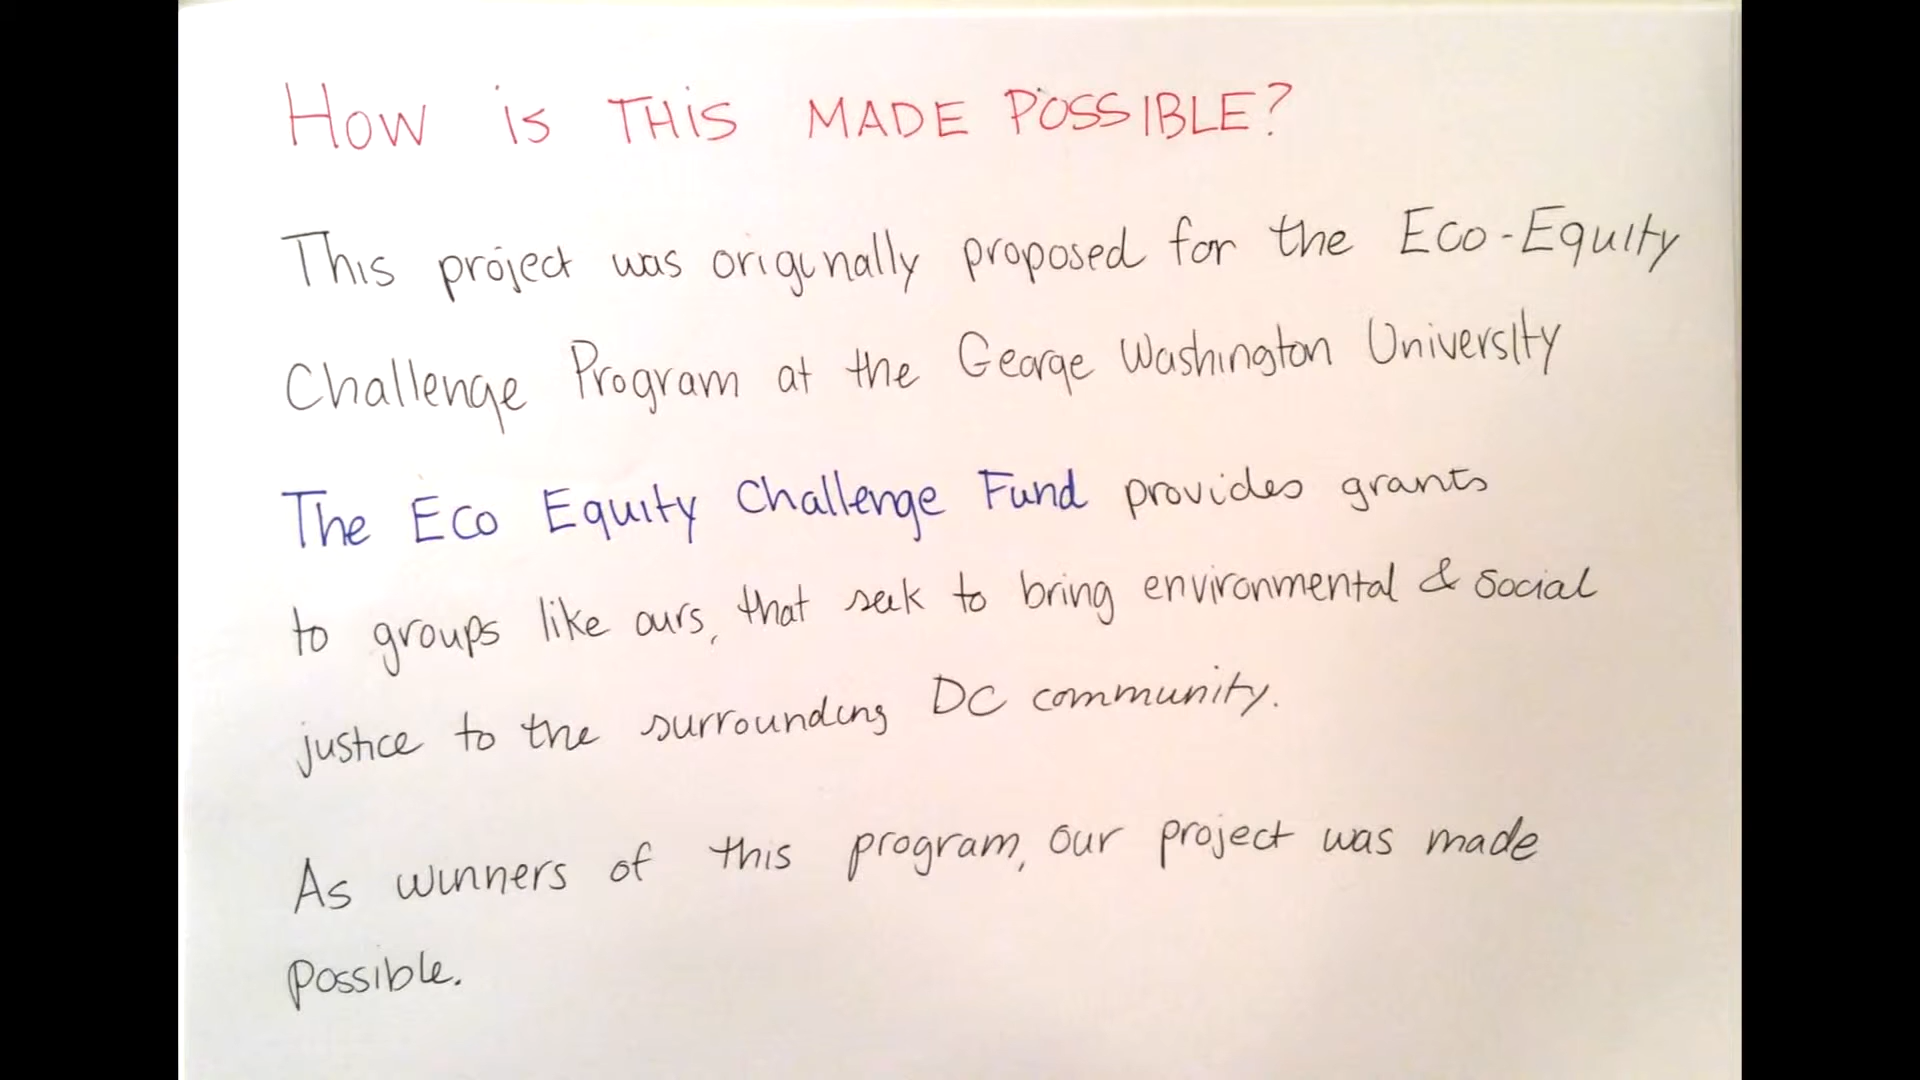 HOW iS THiS MADE POSSIBLE?
This project was originally proposed for the Eco-Equity
Challenge Program at the George Washington University
The Eco Equity Challenge Fund provides grants
to groups like ours, that seek to bring environmental & social
justice to the surrounding DC community.
As winners of this program, our project was made
possible.